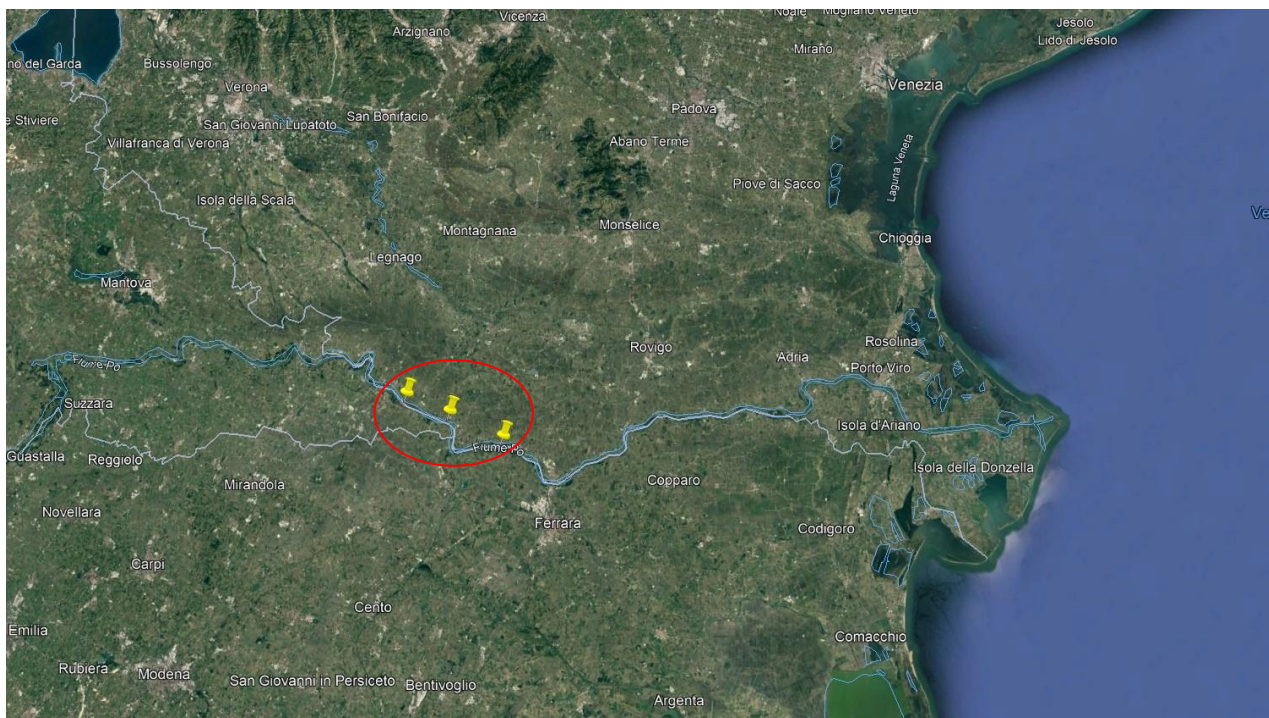 Noale
Mogliano Veneto
Jesolo
Vicenza
Arzignano
Lido di Jesolo
Mirano
no del Garda
Bussolengo
Verona
Venezia
Padova
e Stiviere
San Giovanni Lupatoto
San Bonifacio
Villafranca di Verona
Abano Terme
Laguna Veneta
Piove di Sacco
Isola della Scala
Ve
Monselice
Montagnana
Chioggia
Legnago
Mantova
Rosolina
Rovigo
Adria
Fiume Po
Porto Viro
Suzzara
Isola d'Ariano
Fiume Po
Guastalla
Reggiolo
Isola della Donzella
Mirandola
Copparo
Novellara
Ferrara
Codigoro
Carpi
Cento
Emilia
Comacchio
Rubiera
Modena
San Giovanni in Persiceto
Bentivoglio
Argenta